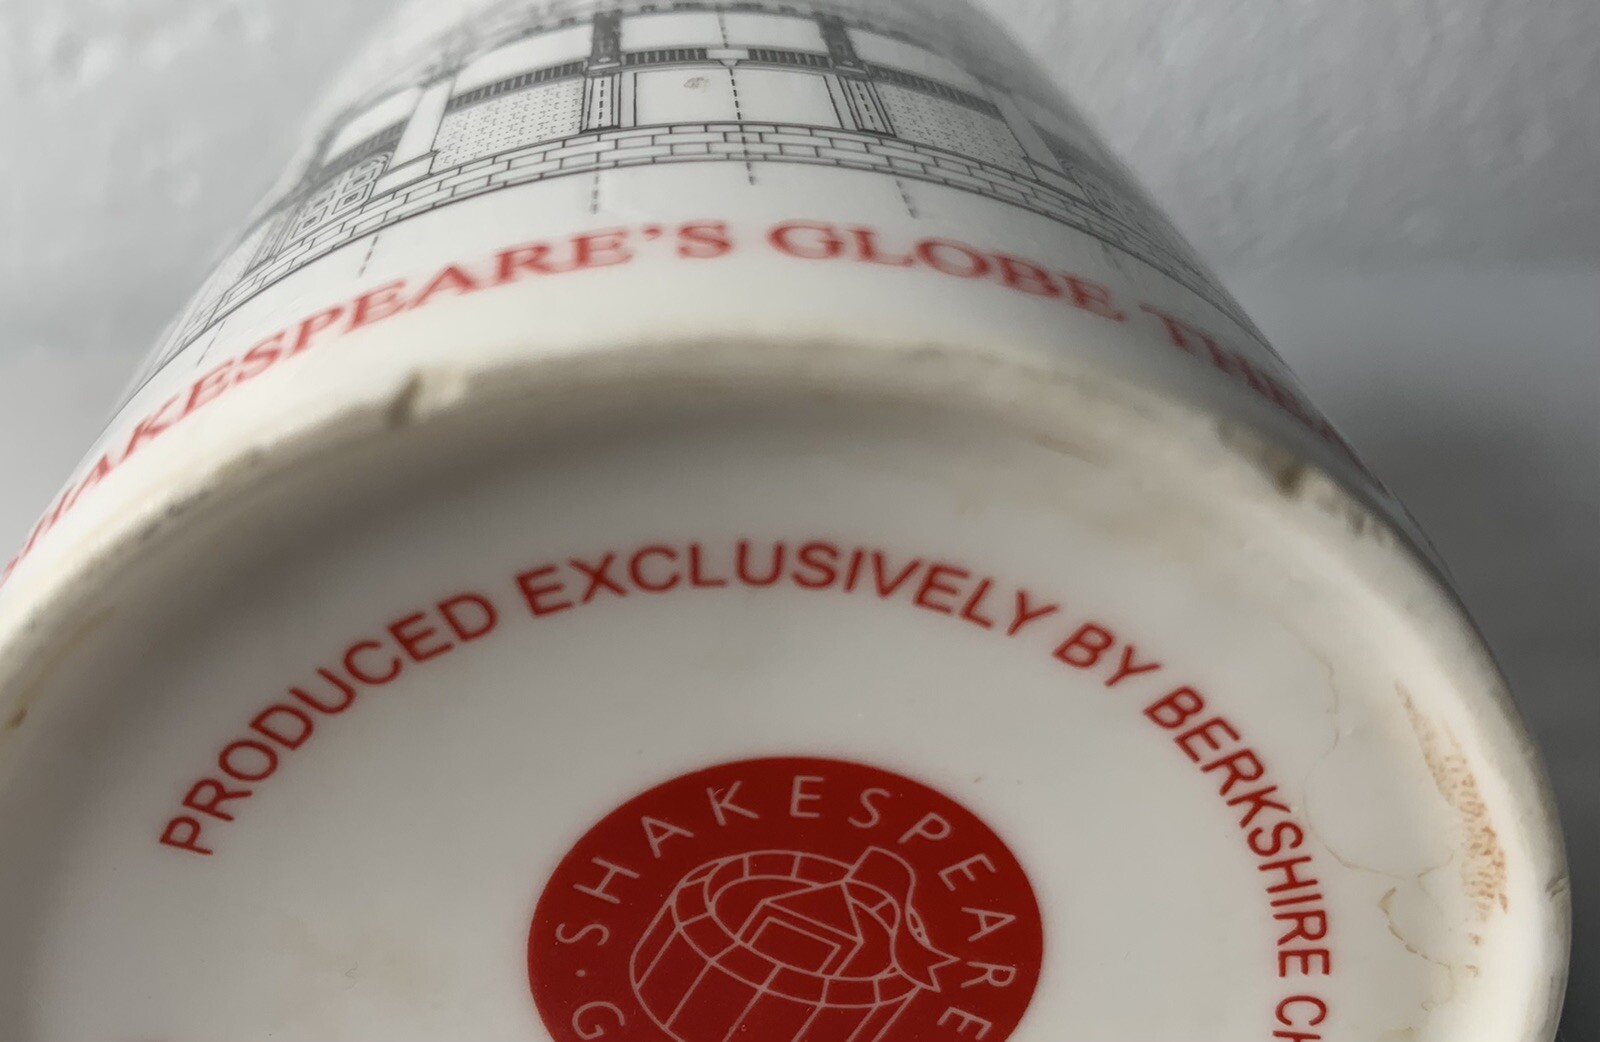 SHAKESPEARE'S GLOBE
PRODUCED EXCLUSIVELY BY BERKSHIRE
SHAKESPEARE